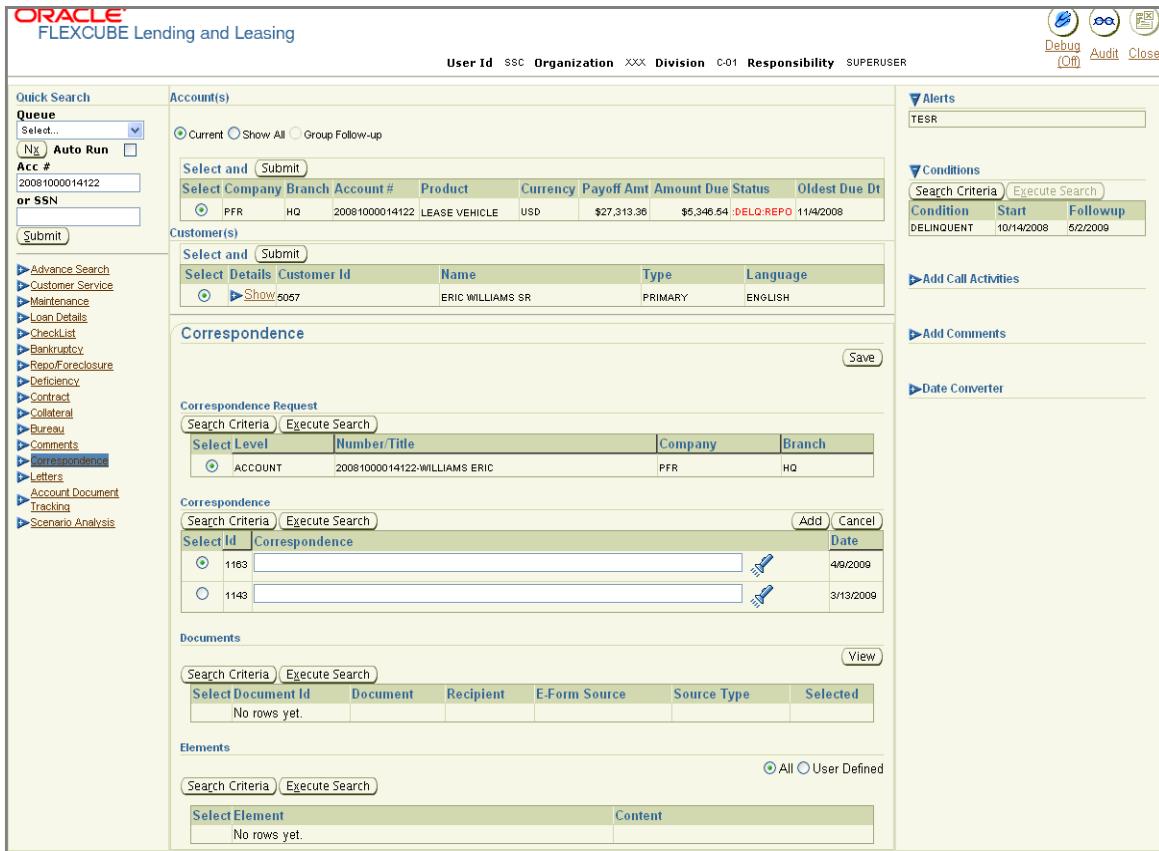 ORACLE
FLEXCUBE Lending and Leasing
Debug (Off) Audit Close
User Id SSC Organization XXX Division C-01 Responsibility SUPERUSER
Quick Search
Queue
Select...
Nx Auto Run
Acc #
20081000014122
or SSN
Submit
Advance Search
Customer Service
Maintenance
Loan Details
CheckList
Bankruptcy
Repo/Foreclosure
Deficiency
Contract
Collateral
Bureau
Comments
Correspondence
Letters
Account Document
Tracking
Scenario Analysis
Account(s)
Current Show All Group Follow-up
Select and Submit
Select Company Branch Account # Product Currency Payoff Amt Amount Due Status Oldest Due Dt
PFR HQ 20081000014122 LEASE VEHICLE USD $27,313.36 $5,346.54 :DELQ:REPO 11/4/2008
Customer(s)
Select and Submit
Select Details Customer Id Name Type Language
Show 5057 ERIC WILLIAMS SR PRIMARY ENGLISH
Correspondence
Save
Correspondence Request
Search Criteria Execute Search
Select Level Number/Title Company Branch
ACCOUNT 20081000014122-WILLIAMS ERIC PFR HQ
Correspondence
Search Criteria Execute Search Add Cancel
Select Id Correspondence Date
1163 4/9/2009
1143 3/13/2009
Documents
View
Search Criteria Execute Search
Select Document Id Document Recipient E-Form Source Source Type Selected
No rows yet.
Elements
All User Defined
Search Criteria Execute Search
Select Element Content
No rows yet.
Alerts
TESR
Conditions
Search Criteria Execute Search
Condition Start Followup
DELINQUENT 10/14/2008 5/2/2009
Add Call Activities
Add Comments
Date Converter